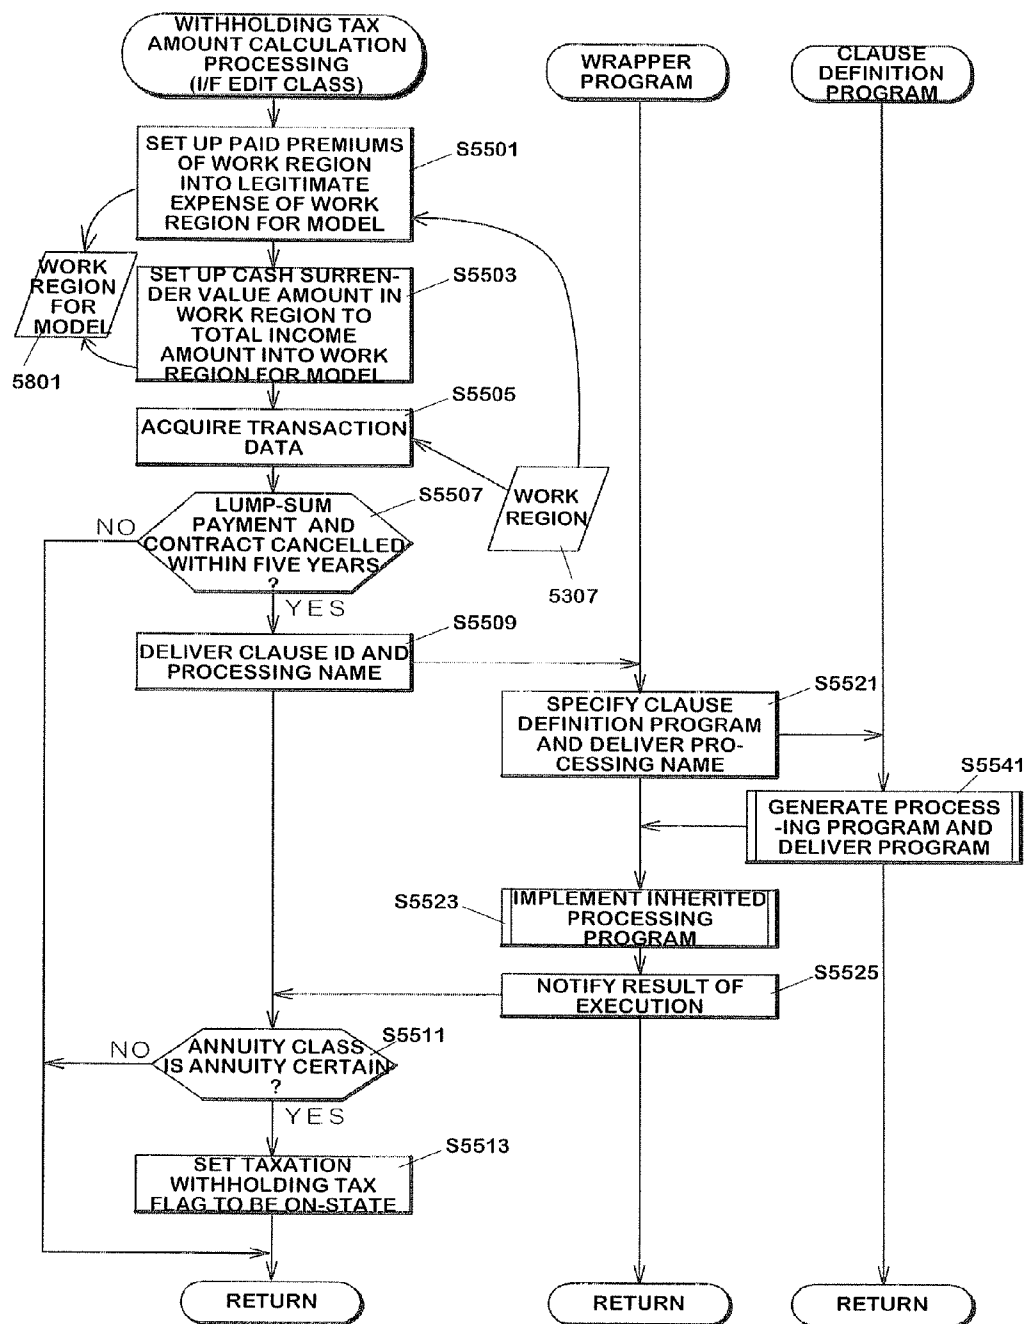 WITHHOLDING TAX
AMOUNT CALCULATION
PROCESSING
(I/F EDIT CLASS)
WRAPPER
PROGRAM
CLAUSE
DEFINITION
PROGRAM
SET UP PAID PREMIUMS
OF WORK REGION
INTO LEGITIMATE
EXPENSE OF WORK
REGION FOR MODEL
S5501
WORK
REGION
FOR
MODEL
5801
SET UP CASH SURREN-
DER VALUE AMOUNT IN
WORK REGION TO
TOTAL INCOME
AMOUNT INTO WORK
REGION FOR MODEL
S5503
ACQUIRE TRANSACTION
DATA
S5505
WORK
REGION
5307
LUMP-SUM
PAYMENT AND
CONTRACT CANCELLED
WITHIN FIVE YEARS
?
S5507
NO
YES
DELIVER CLAUSE ID AND
PROCESSING NAME
S5509
SPECIFY CLAUSE
DEFINITION PROGRAM
AND DELIVER PRO-
CESSING NAME
S5521
GENERATE PROCESS
-ING PROGRAM AND
DELIVER PROGRAM
S5541
S5523
IMPLEMENT INHERITED
PROCESSING
PROGRAM
NOTIFY RESULT OF
EXECUTION
S5525
ANNUITY CLASS
IS ANNUITY CERTAIN
?
S5511
NO
YES
SET TAXATION
WITHHOLDING TAX
FLAG TO BE ON-STATE
S5513
RETURN
RETURN
RETURN